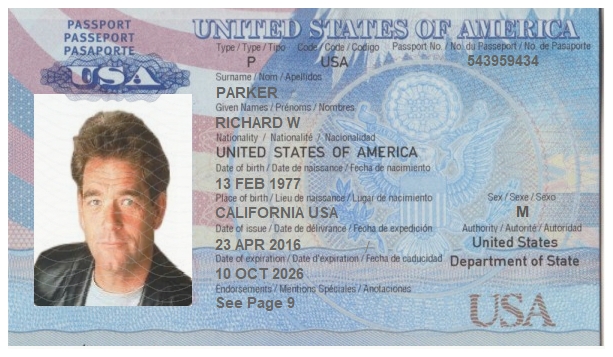 PASSPORT
PASSEPORT
PASAPORTE
USA
UNITED STATES OF AMERICA
Type / Type / Tipo Code / Code / Codigo Passport No. / No. du Passeport / No. de Pasaporte
P USA 543959434
Surname / Nom / Apellidos
PARKER
Given Names / Prénoms / Nombres
RICHARD W
Nationality / Nationalité / Nacionalidad
UNITED STATES OF AMERICA
Date of birth / Date de naissance / Fecha de nacimiento
13 FEB 1977
Place of birth / Lieu de naissance / Lugar de nacimiento Sex / Sexe / Sexo
CALIFORNIA USA M
Date of issue / Date de délivrance / Fecha de expedición Authority / Autorité / Autoridad
23 APR 2016 United States
Date of expiration / Date d'expiration / Fecha de caducidad Department of State
10 OCT 2026
Endorsements / Mentions Spéciales / Anotaciones
See Page 9
USA